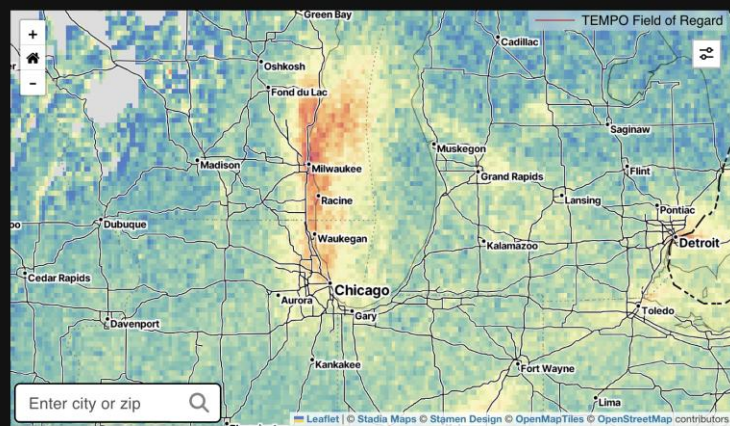 Green Bay
TEMPO Field of Regard
+
−
Cadillac
Oshkosh
Fond du Lac
Saginaw
Muskegon
Madison
Milwaukee
Grand Rapids
Flint
Racine
Lansing
Pontiac
Dubuque
Waukegan
Kalamazoo
Detroit
Cedar Rapids
Chicago
Aurora
Gary
Toledo
Davenport
Kankakee
Fort Wayne
Enter city or zip
Lima
Leaflet | © Stadia Maps © Stamen Design © OpenMapTiles © OpenStreetMap contributors